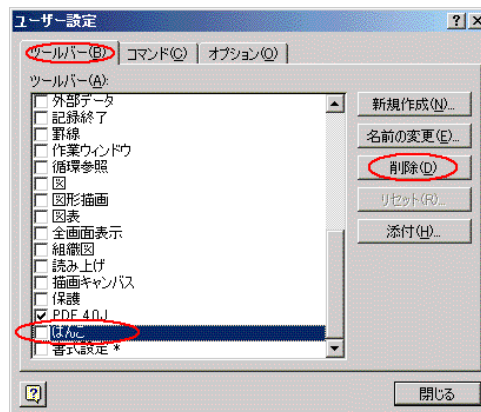 ユーザー設定
ツールバー(B) コマンド(C) オプション(O)
ツールバー(A):
外部データ
記録終了
罫線
作業ウィンドウ
循環参照
図
図形描画
図表
全画面表示
組織図
読み上げ
描画キャンバス
保護
PDF 4.0J
はんこ
書式設定 *
新規作成(N)...
名前の変更(E)...
削除(D)
リセット(R)...
添付(H)...
閉じる